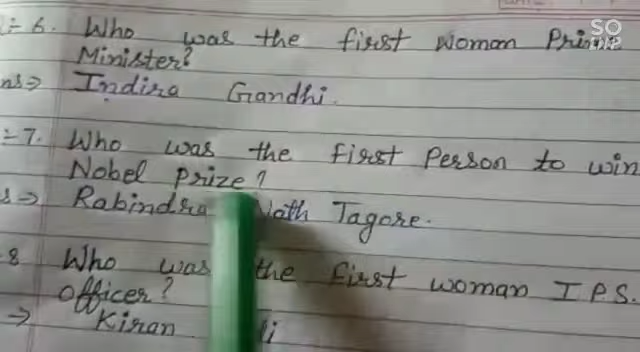 ÷ 6. Who was the first woman Prime
Minister?
ns⇒ Indira Gandhi.
÷7. Who was the first Person to win
Nobel prize?
s⇒ Rabindra Nath Tagore.
8 Who was the first woman I.P.S.
officer?
⇒ Kiran